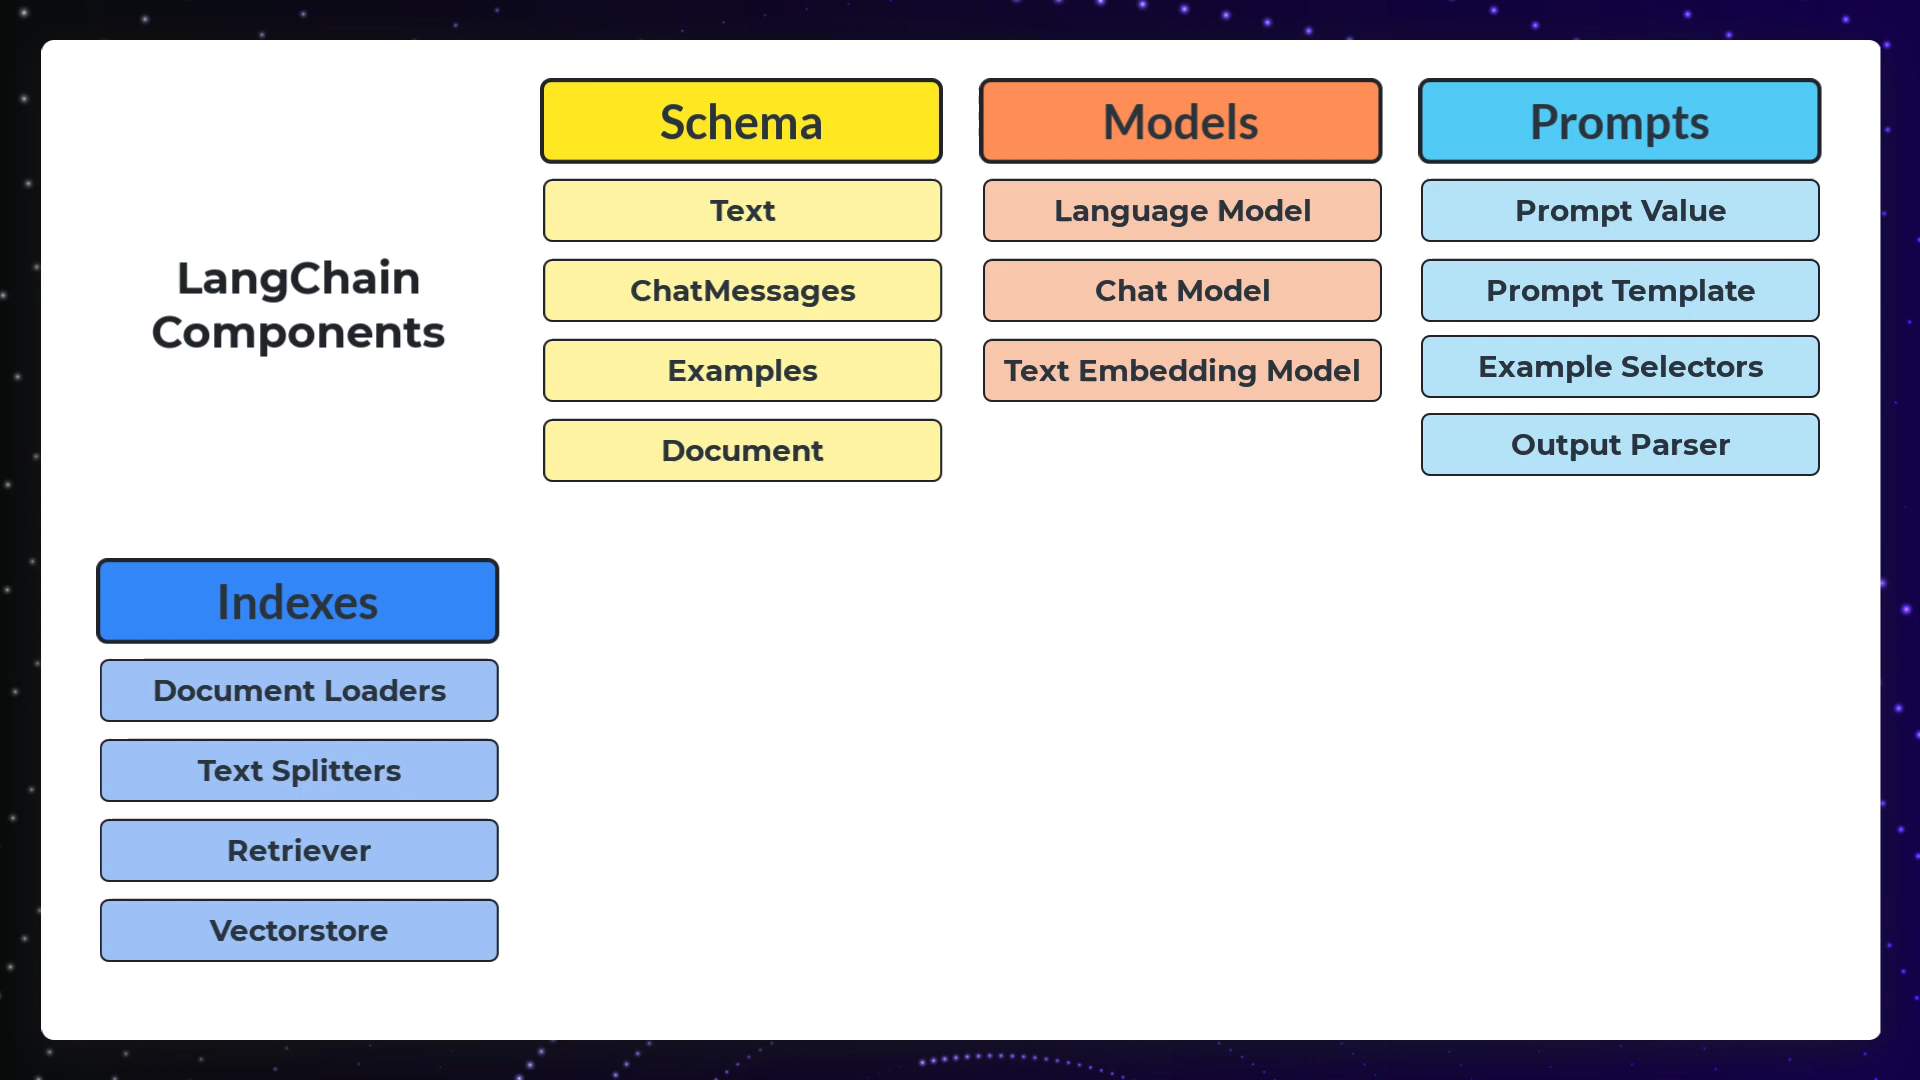 LangChain
Components
Schema
Text
ChatMessages
Examples
Document
Models
Language Model
Chat Model
Text Embedding Model
Prompts
Prompt Value
Prompt Template
Example Selectors
Output Parser
Indexes
Document Loaders
Text Splitters
Retriever
Vectorstore